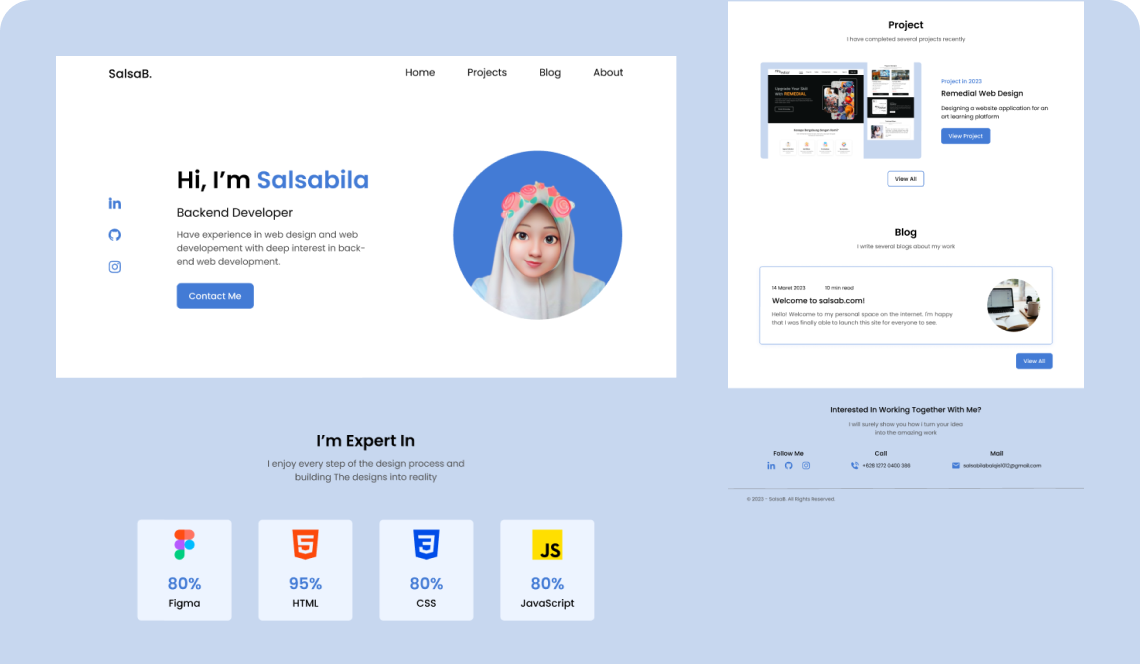 SalsaB.
Home Projects Blog About
Hi, I'm Salsabila
Backend Developer
Have experience in web design and web
developement with deep interest in back-
end web development.
Contact Me
I'm Expert In
I enjoy every step of the design process and
building The designs into reality
80%
Figma
95%
HTML
80%
CSS
JS
80%
JavaScript
Project
I have completed several projects recently
Upgrade Your Skill
With REMEDIAL
Project in 2023
Remedial Web Design
Designing a website application for an
art learning platform
View Project
View All
Blog
I write several blogs about my work
14 Maret 2023 10 min read
Welcome to salsab.com!
Hello! Welcome to my personal space on the internet. I'm happy
that I was finally able to launch this site for everyone to see.
View All
Interested In Working Together With Me?
I will surely show you how i turn your idea
into the amazing work
Follow Me
Call
+628 1272 0400 386
Mail
© 2023 - SalsaB. All Rights Reserved.